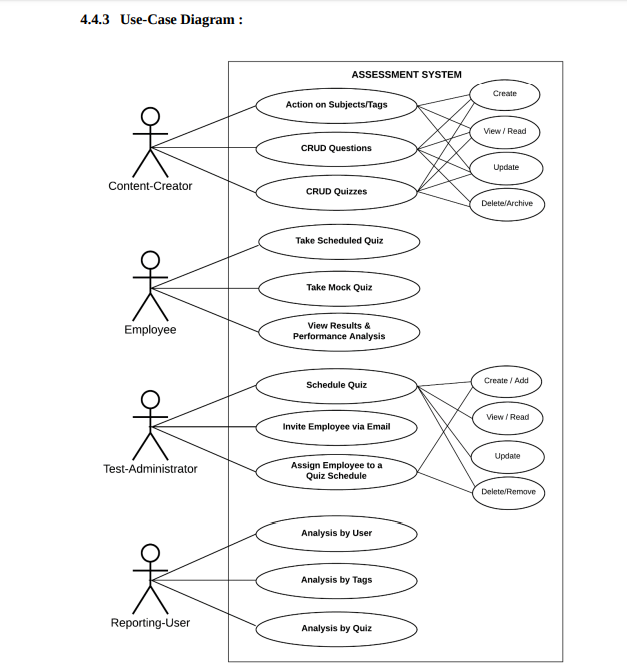 4.4.3 Use-Case Diagram :
ASSESSMENT SYSTEM
Content-Creator
Action on Subjects/Tags
CRUD Questions
CRUD Quizzes
Create
View / Read
Update
Delete/Archive
Employee
Take Scheduled Quiz
Take Mock Quiz
View Results &
Performance Analysis
Test-Administrator
Schedule Quiz
Invite Employee via Email
Assign Employee to a
Quiz Schedule
Create / Add
View / Read
Update
Delete/Remove
Reporting-User
Analysis by User
Analysis by Tags
Analysis by Quiz